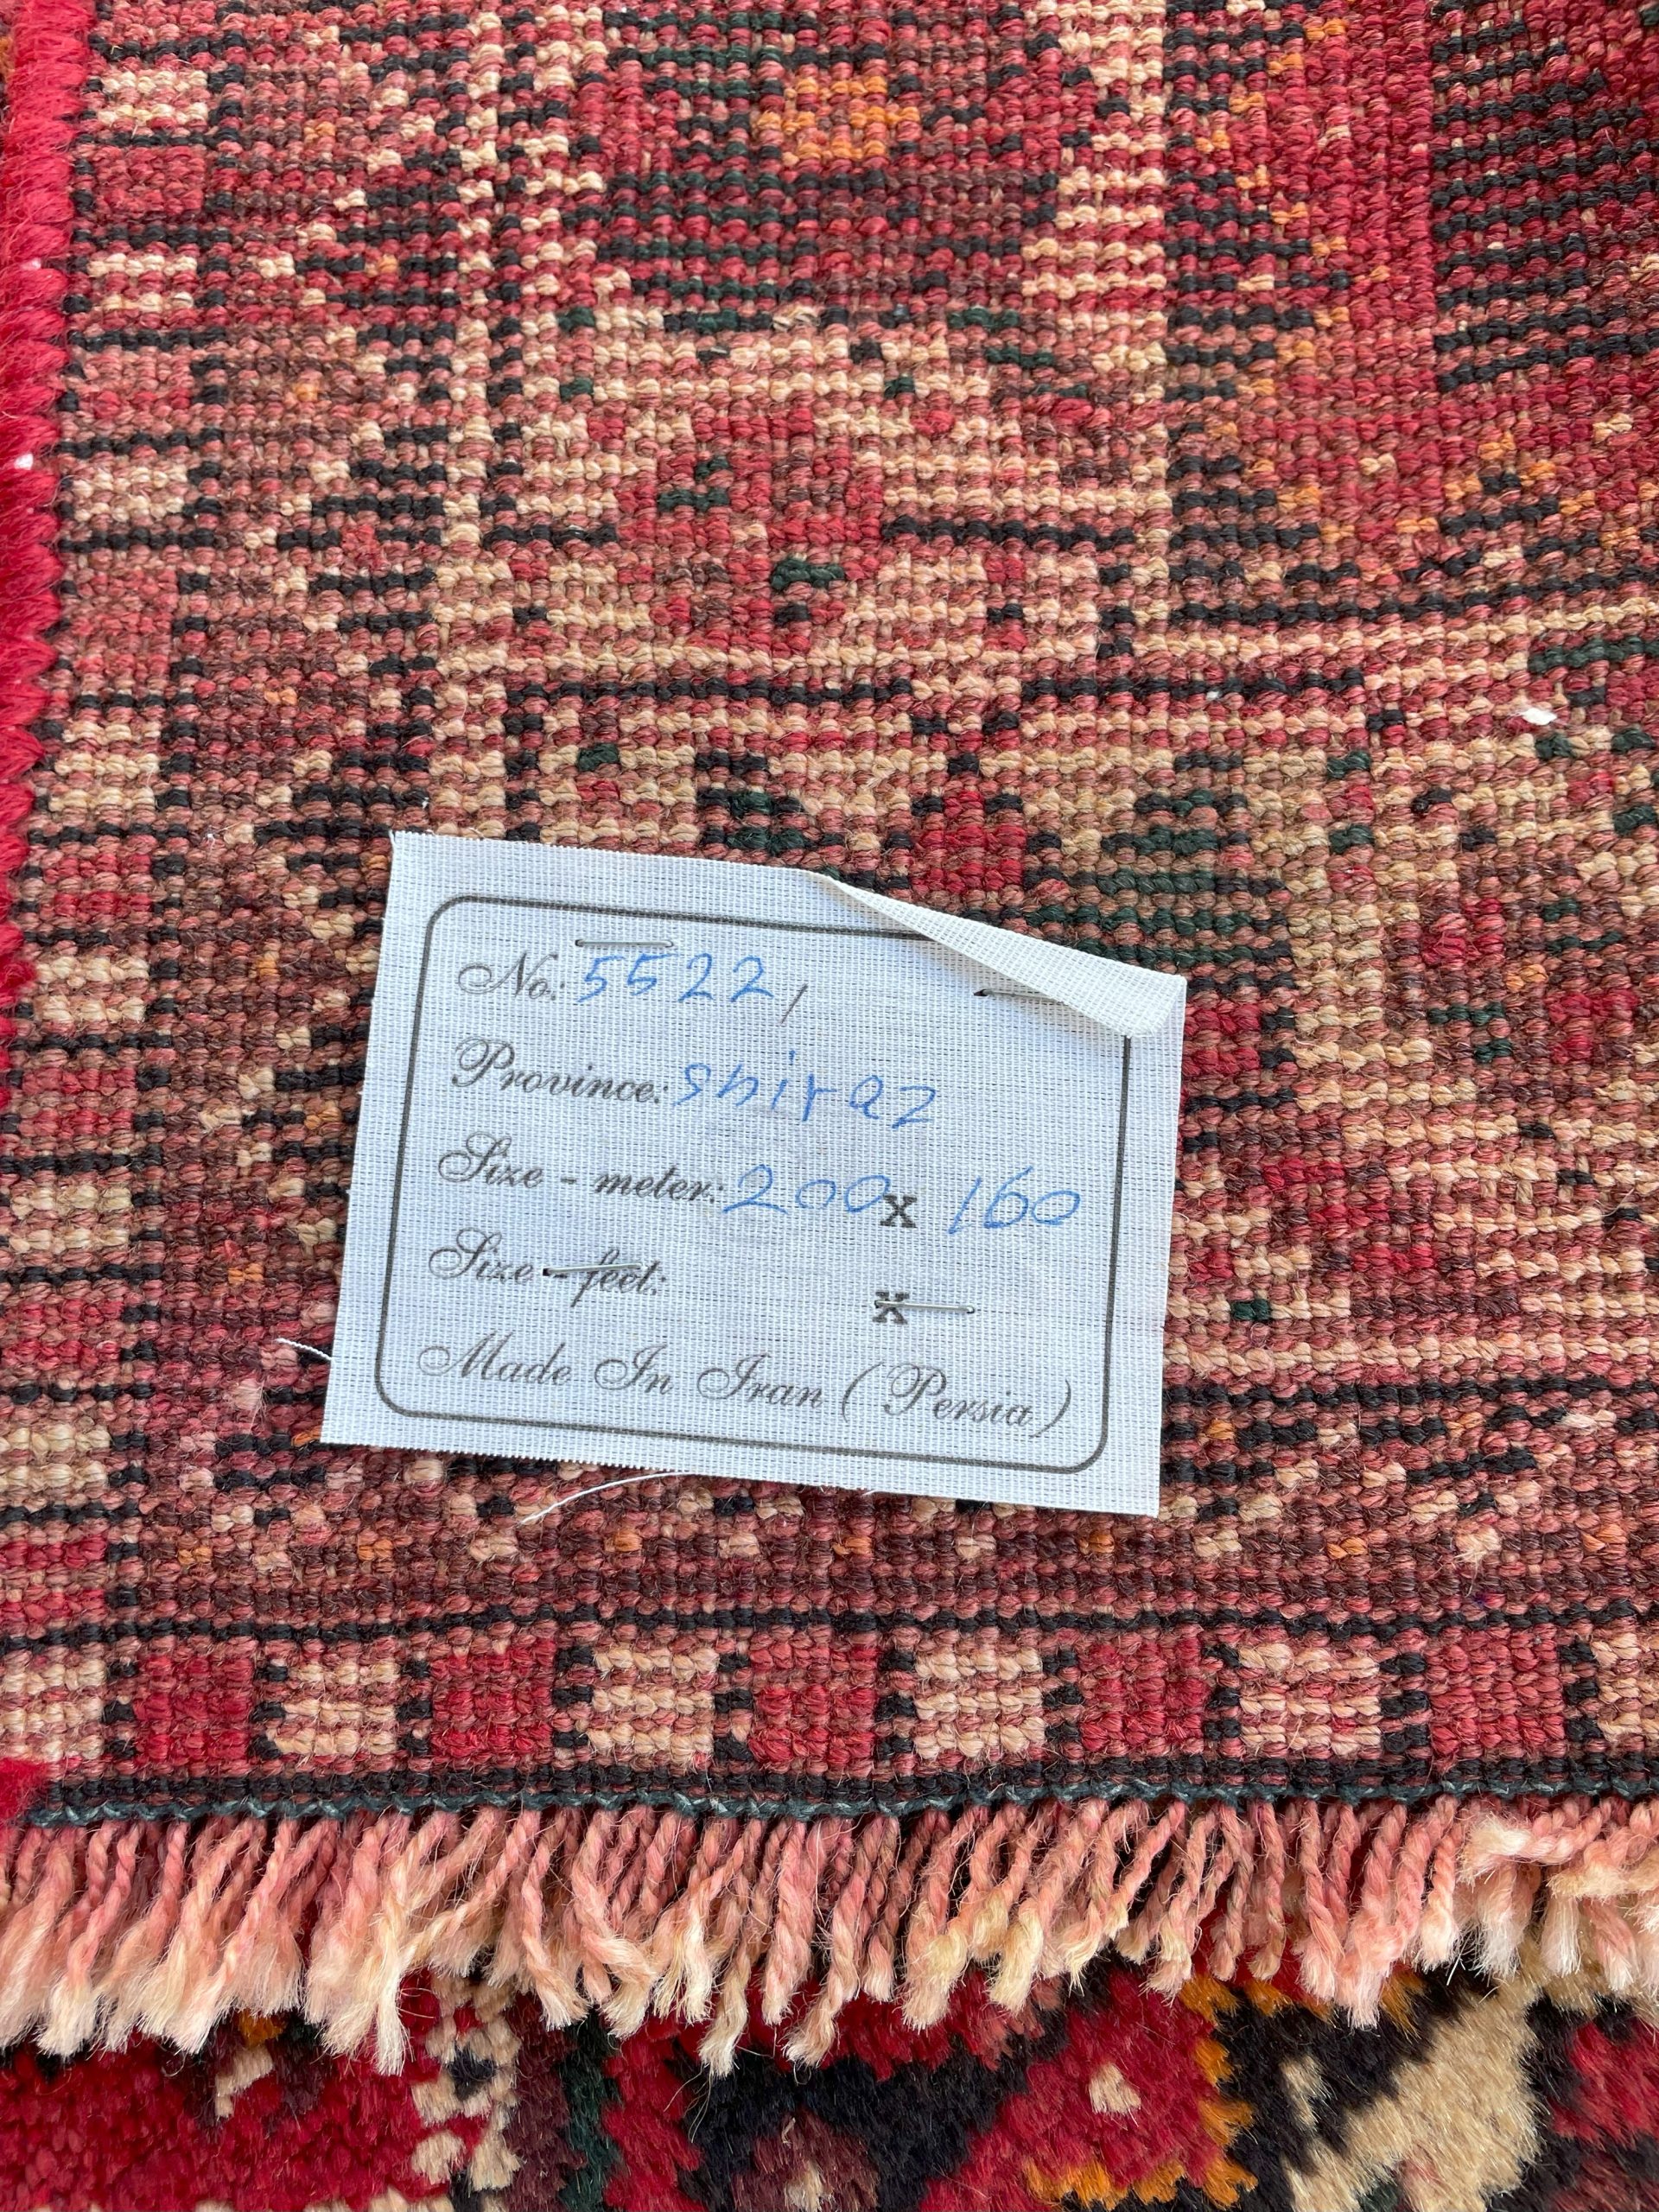 No: 5522/
Province: shiraz
Size - meter: 200 x 160
Size - feet: x
Made In Iran ( Persia )